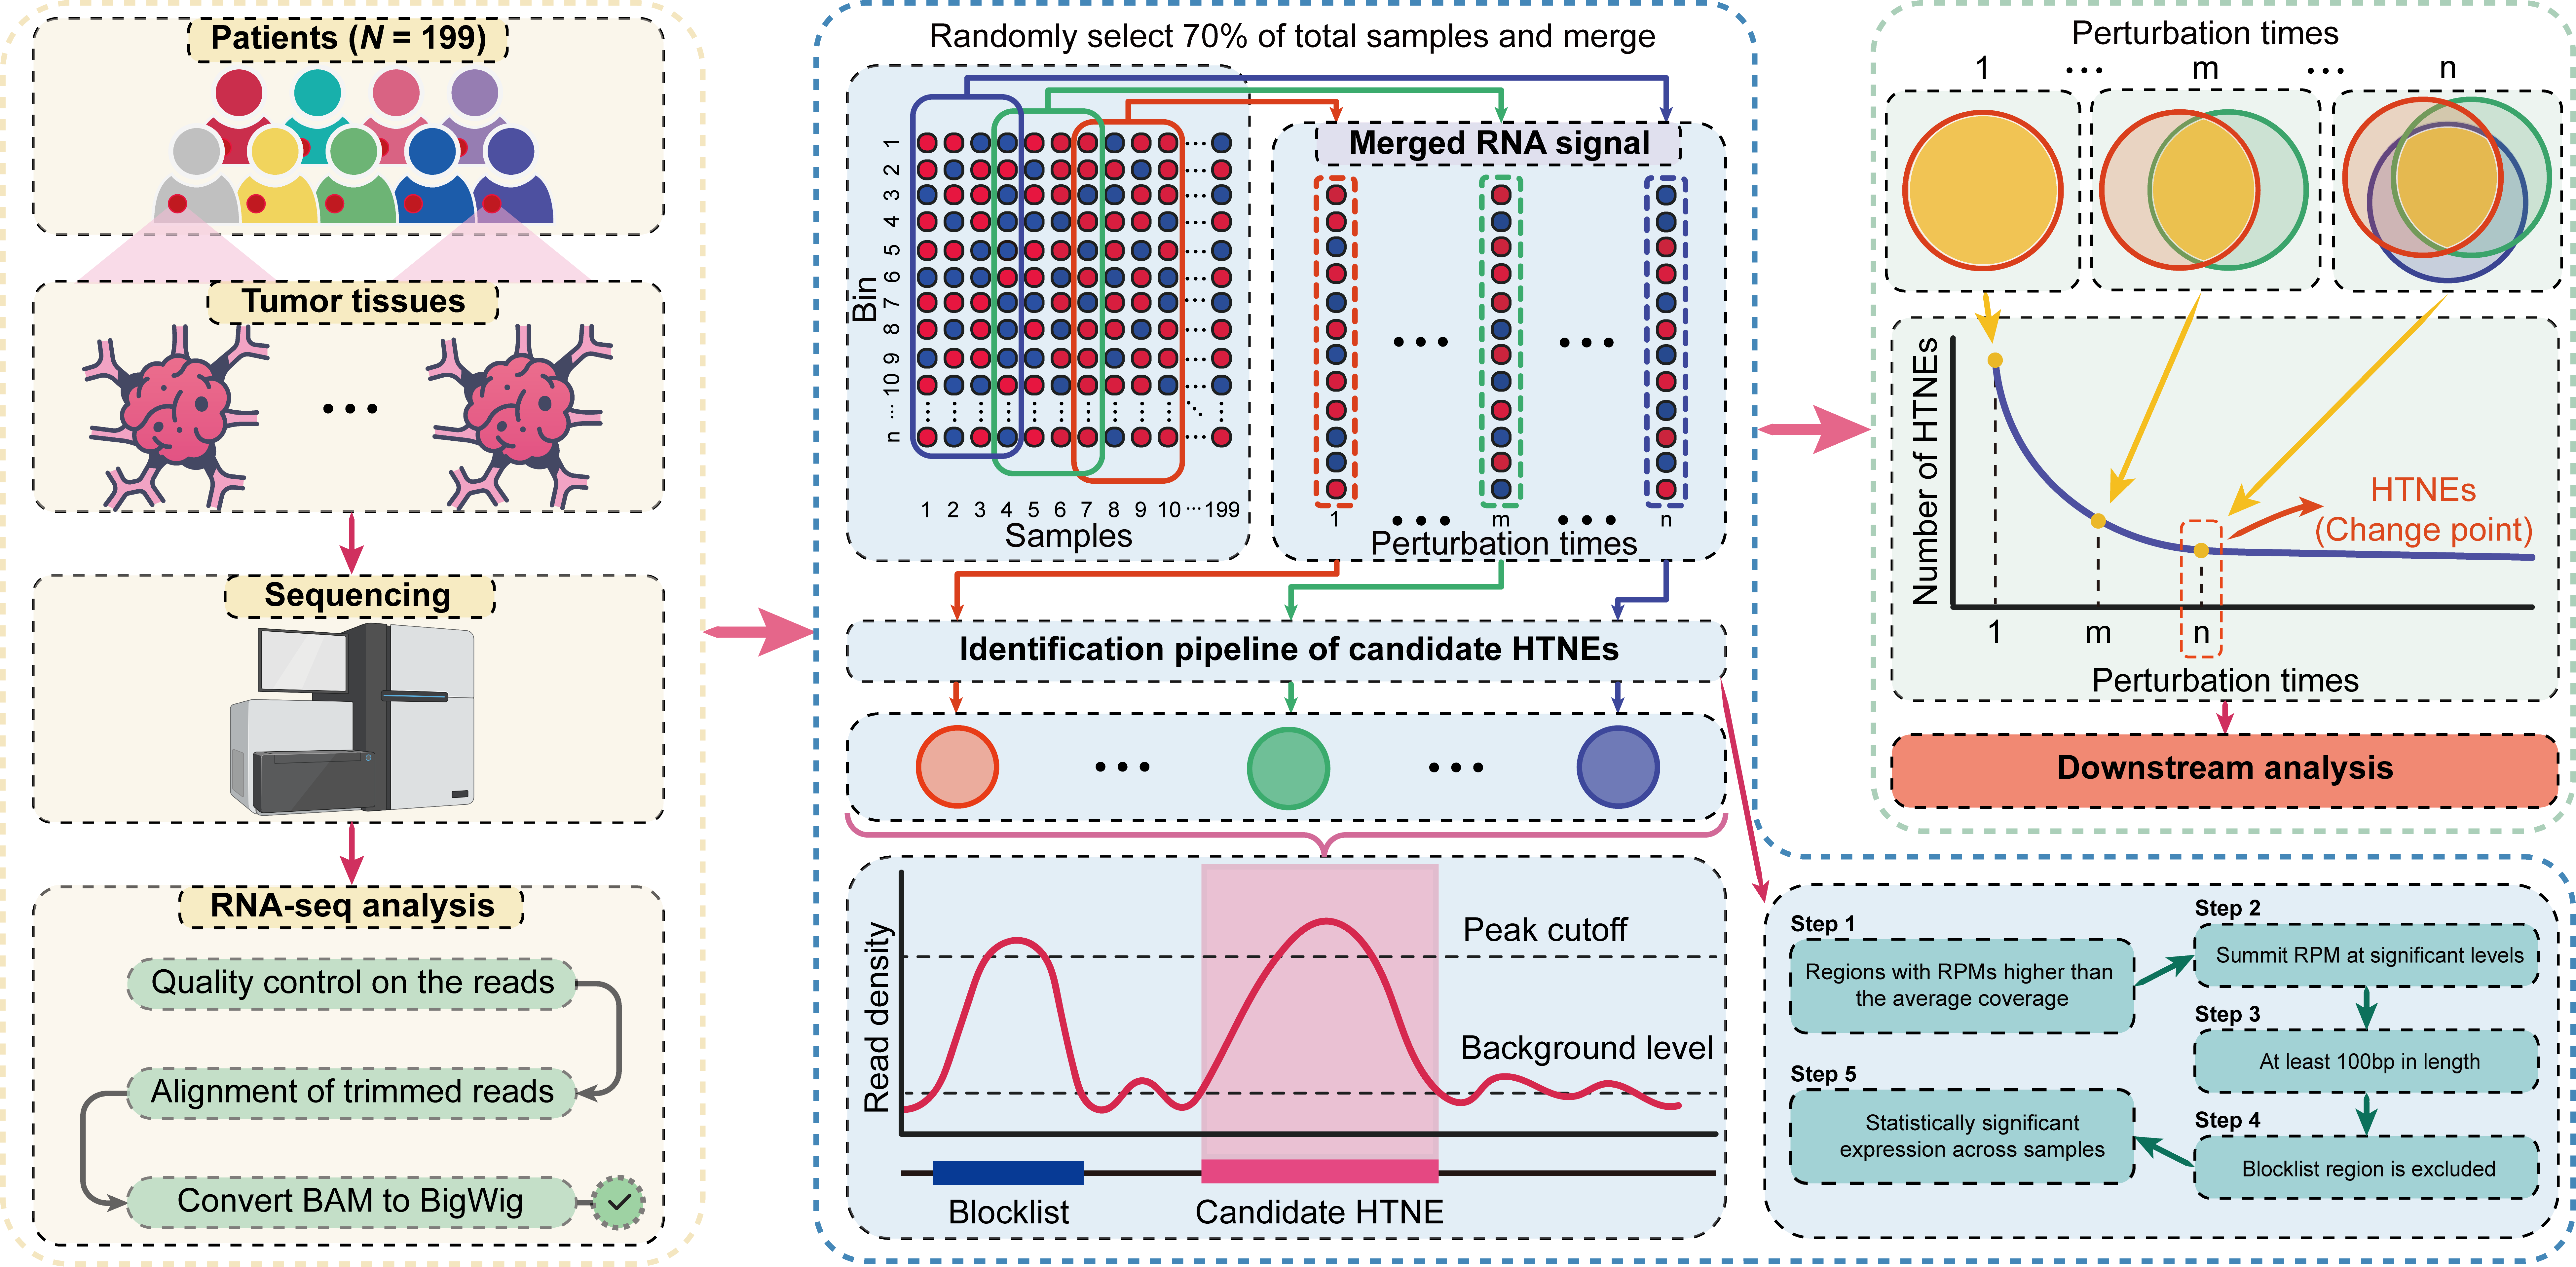 Patients (N = 199)
Tumor tissues
Sequencing
RNA-seq analysis
Quality control on the reads
Alignment of trimmed reads
Convert BAM to BigWig
Randomly select 70% of total samples and merge
Bin
1
2
3
4
5
6
7
8
9
10
...
n
1 2 3 4 5 6 7 8 9 10 ... 199
Samples
Merged RNA signal
1 ... m ... n
Perturbation times
Identification pipeline of candidate HTNEs
Read density
Peak cutoff
Background level
Blocklist
Candidate HTNE
Perturbation times
1 ... m ... n
Number of HTNEs
HTNEs
(Change point)
1 m n
Perturbation times
Downstream analysis
Step 1
Regions with RPMs higher than
the average coverage
Step 2
Summit RPM at significant levels
Step 3
At least 100bp in length
Step 4
Blocklist region is excluded
Step 5
Statistically significant
expression across samples